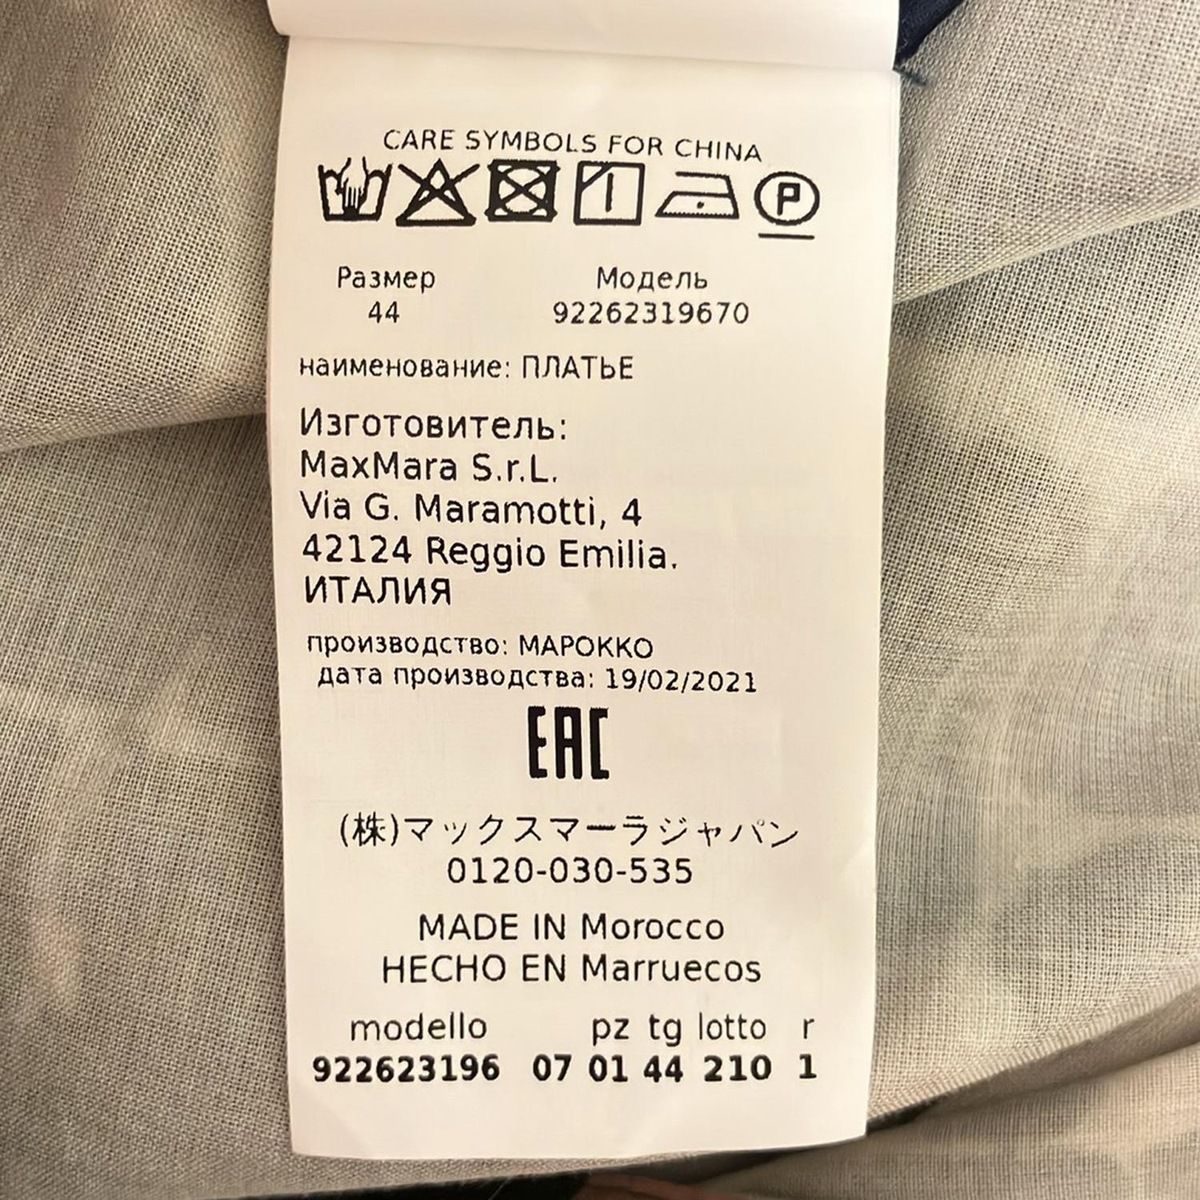 CARE SYMBOLS FOR CHINA
P
Размер Модель
44 92262319670
наименование: ПЛАТЬЕ
Изготовитель:
MaxMara S.r.L.
Via G. Maramotti, 4
42124 Reggio Emilia.
ИТАЛИЯ
производство: МАРОККО
дата производства: 19/02/2021
EAC
(株)マックスマーラジャパン
0120-030-535
MADE IN Morocco
HECHO EN Marruecos
modello pz tg lotto r
922623196 07 01 44 210 1